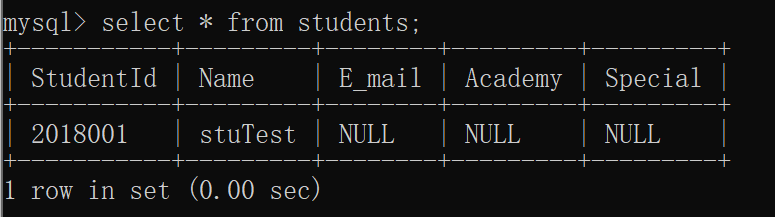 mysql> select * from students;
+-----------+---------+--------+---------+---------+
| StudentId | Name    | E_mail | Academy | Special |
+-----------+---------+--------+---------+---------+
| 2018001   | stuTest | NULL   | NULL    | NULL    |
+-----------+---------+--------+---------+---------+
1 row in set (0.00 sec)